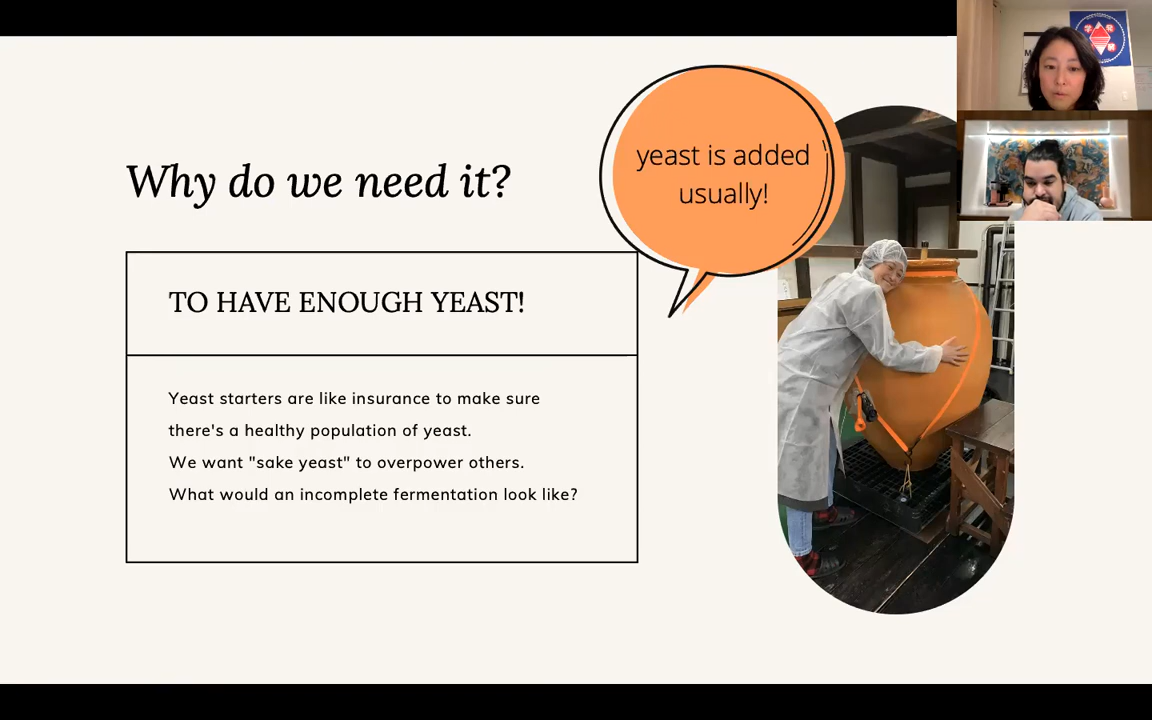 Why do we need it?
yeast is added
usually!
TO HAVE ENOUGH YEAST!
Yeast starters are like insurance to make sure
there's a healthy population of yeast.
We want "sake yeast" to overpower others.
What would an incomplete fermentation look like?